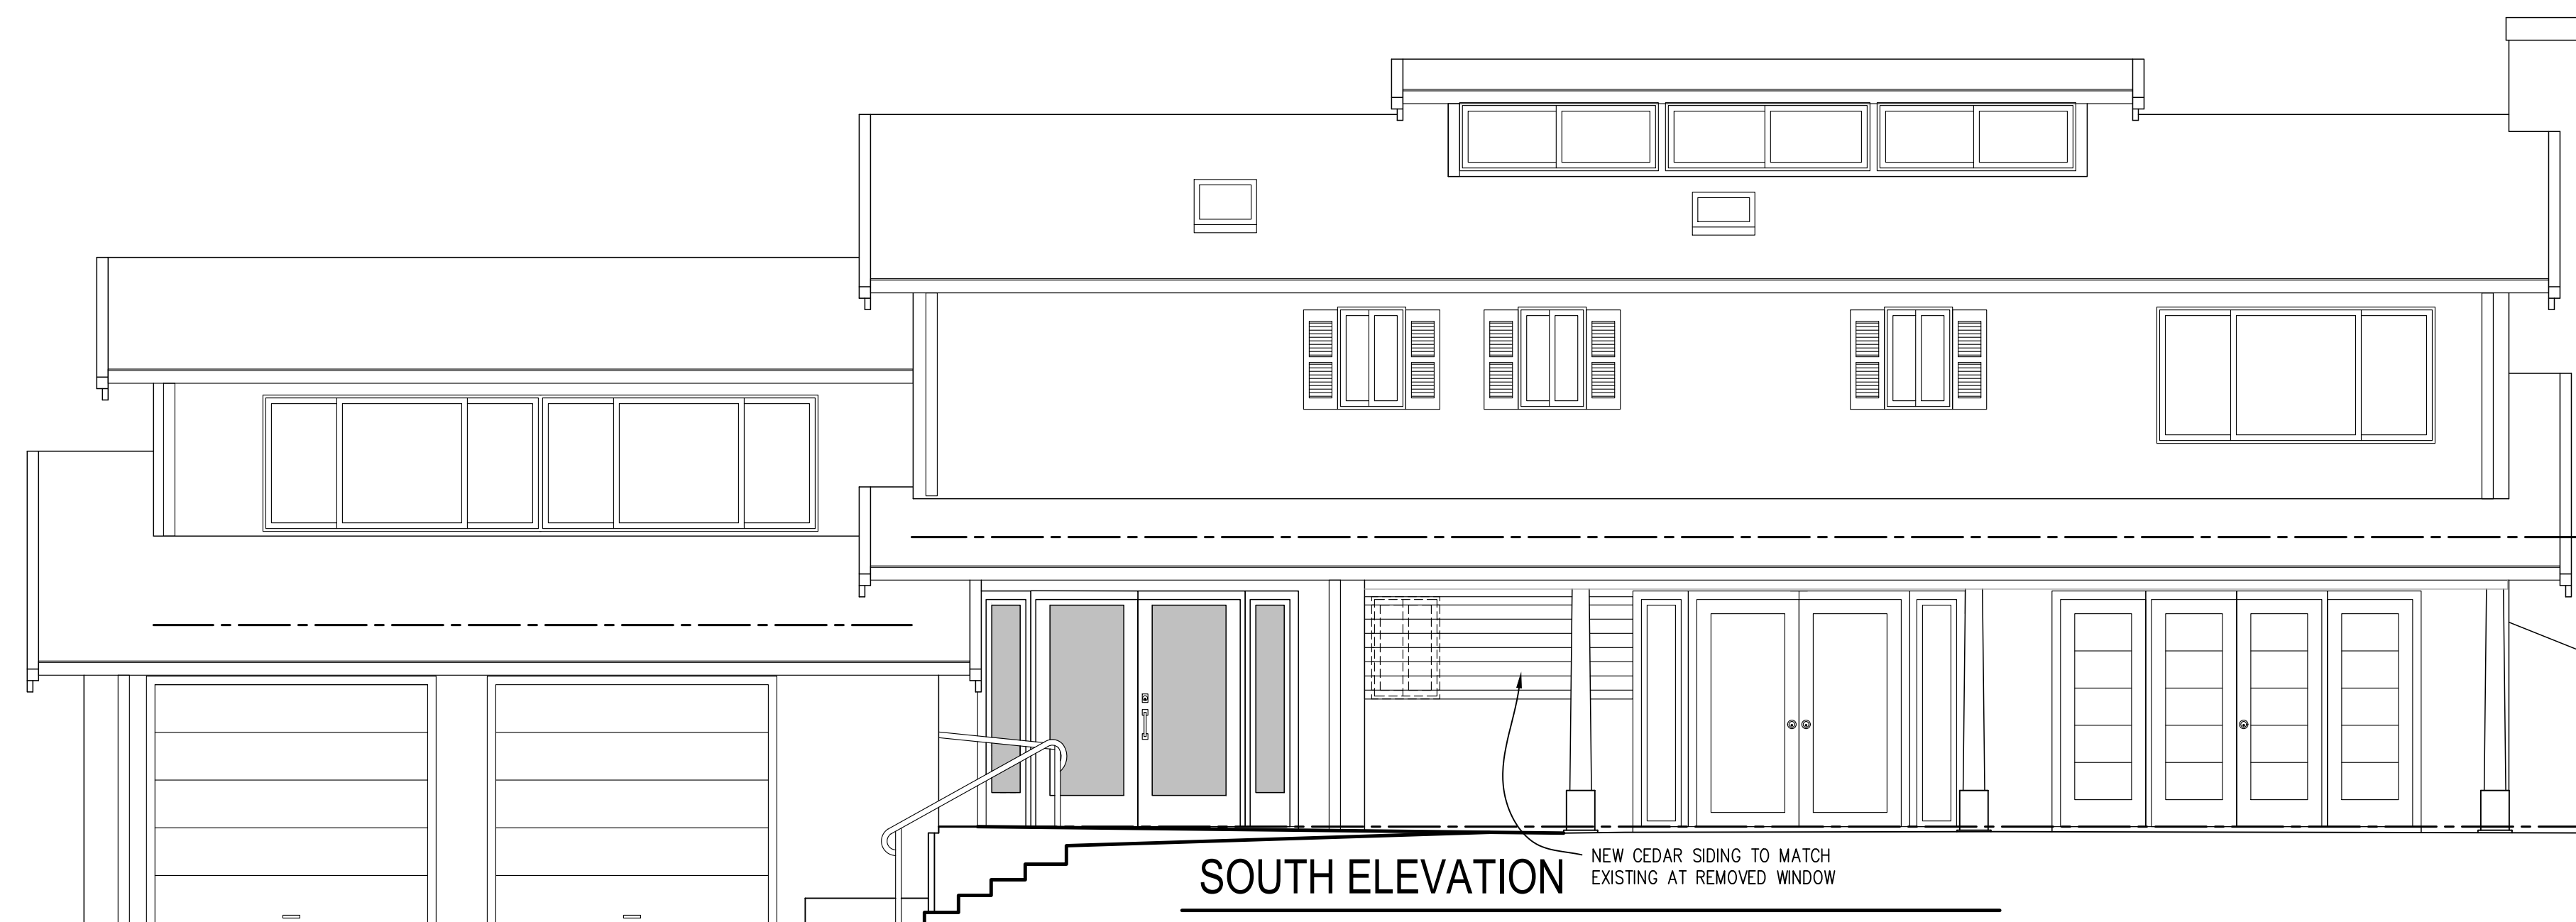 SOUTH ELEVATION
NEW CEDAR SIDING TO MATCH
EXISTING AT REMOVED WINDOW